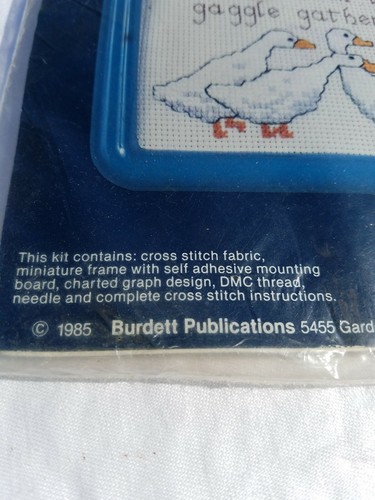 gaggle
This kit contains: cross stitch fabric,
miniature frame with self adhesive mounting
board, charted graph design, DMC thread,
needle and complete cross stitch instructions.
© 1985 Burdett Publications 5455